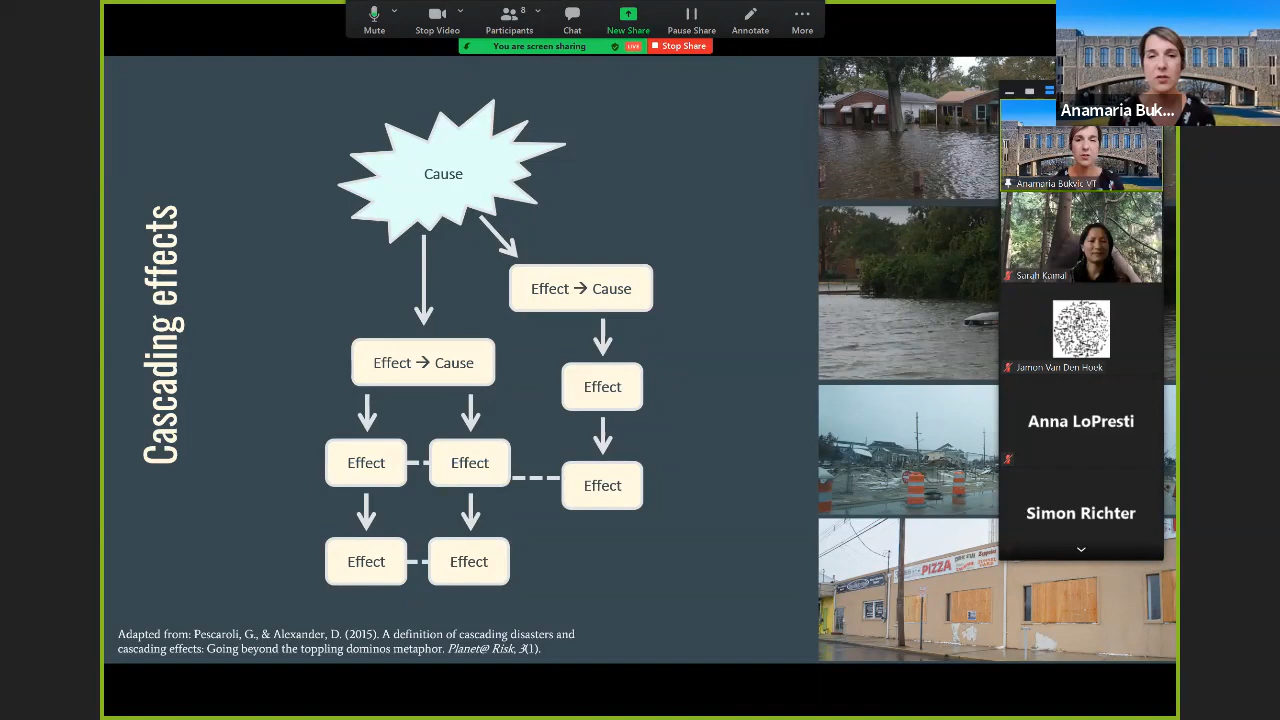 8
Mute
Stop Video
Participants
Chat
New Share
Pause Share
Annotate
More
You are screen sharing
LIVE
Stop Share
Anamaria Buk...
Anamaria Bukvic VT
Sarah Kamal
Jamon Van Den Hoek
Anna LoPresti
Simon Richter
Cascading effects
Cause
Effect → Cause
Effect → Cause
Effect
Effect
Effect
Effect
Effect
Effect
PIZZA
Adapted from: Pescaroli, G., & Alexander, D. (2015). A definition of cascading disasters and
cascading effects: Going beyond the toppling dominos metaphor. Planet@ Risk, 3(1).